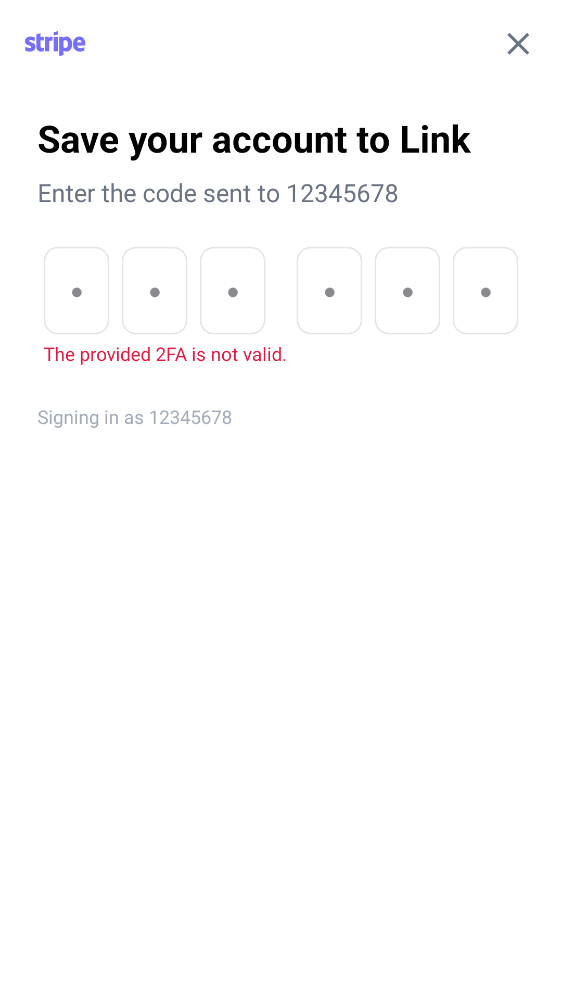 stripe
Save your account to Link
Enter the code sent to 12345678
The provided 2FA is not valid.
Signing in as 12345678